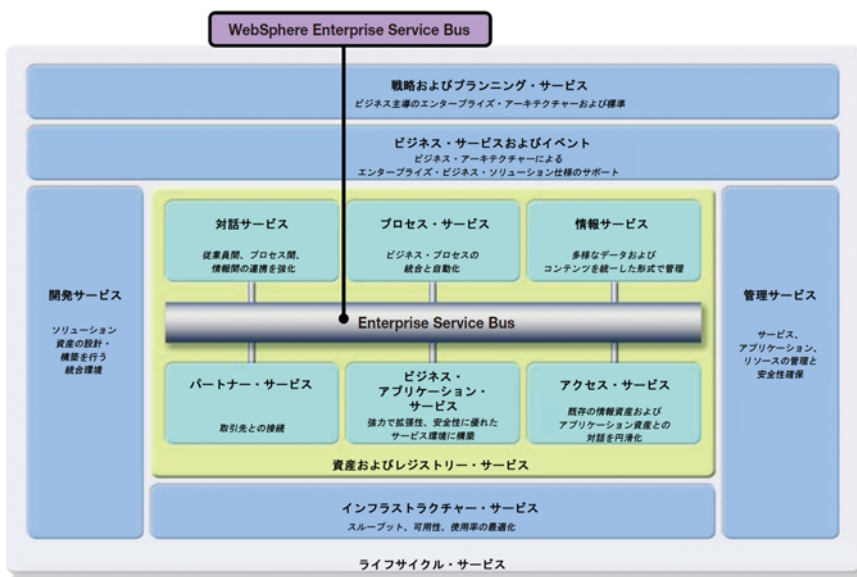 WebSphere Enterprise Service Bus
戦略およびプランニング・サービス
ビジネス主導のエンタープライズ・アーキテクチャーおよび標準
ビジネス・サービスおよびイベント
ビジネス・アーキテクチャーによる
エンタープライズ・ビジネス・ソリューション仕様のサポート
開発サービス
ソリューション
資産の設計・
構築を行う
統合環境
対話サービス
従業員間、プロセス間、
情報間の連携を強化
プロセス・サービス
ビジネス・プロセスの
統合と自動化
情報サービス
多様なデータおよび
コンテンツを統一した形式で管理
Enterprise Service Bus
パートナー・サービス
取引先との接続
ビジネス・
アプリケーション・
サービス
強力で拡張性、安全性に優れた
サービス環境に構築
アクセス・サービス
既存の情報資産および
アプリケーション資産との
対話を円滑化
資産およびレジストリー・サービス
管理サービス
サービス、
アプリケーション、
リソースの管理と
安全性確保
インフラストラクチャー・サービス
スループット、可用性、使用率の最適化
ライフサイクル・サービス